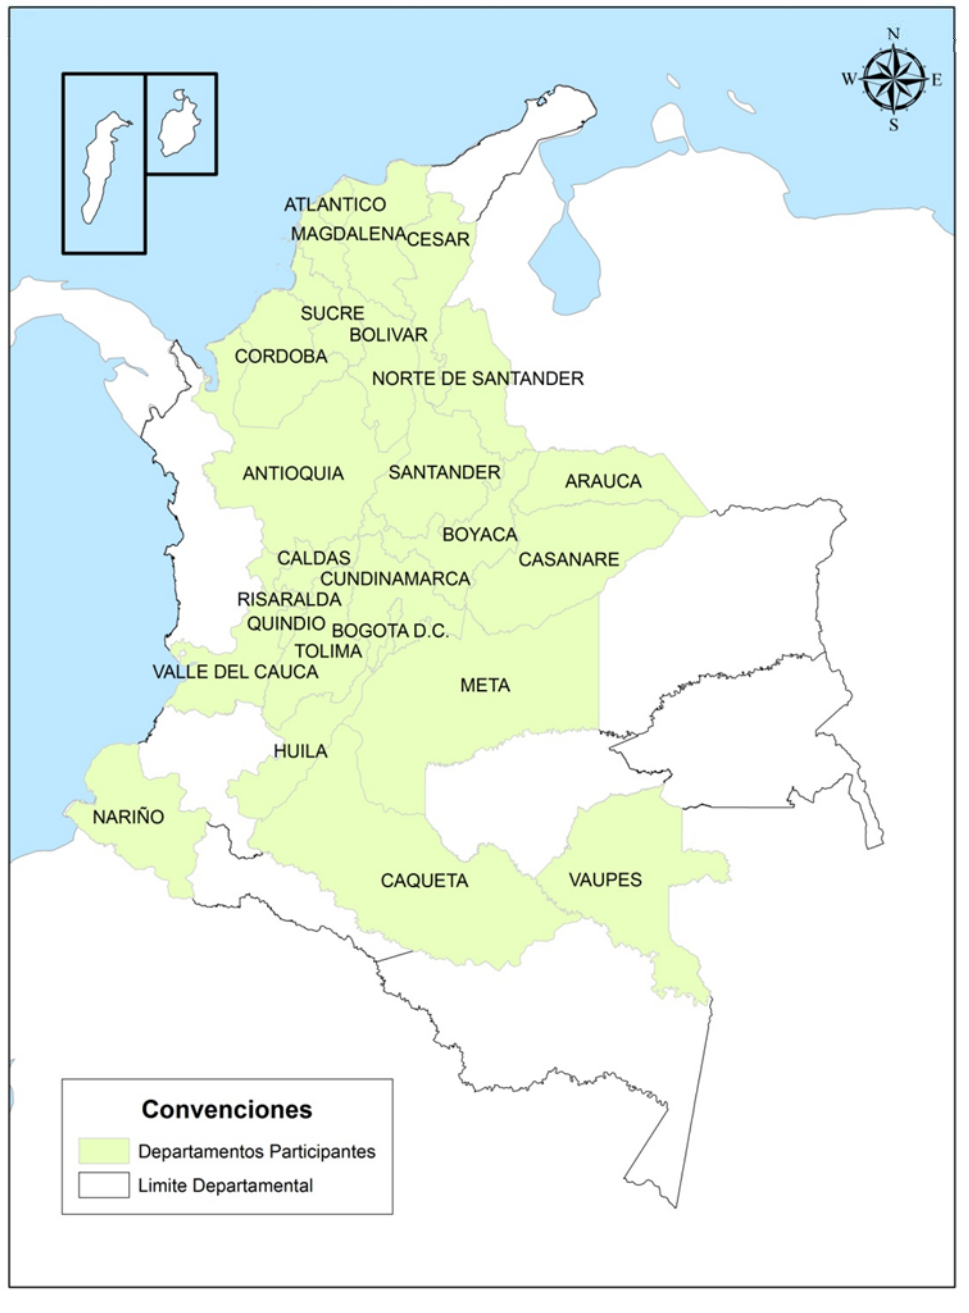 N
W
E
S
ATLANTICO
MAGDALENA
CESAR
SUCRE
BOLIVAR
CORDOBA
NORTE DE SANTANDER
ANTIOQUIA
SANTANDER
ARAUCA
BOYACA
CALDAS
CASANARE
CUNDINAMARCA
RISARALDA
QUINDIO
BOGOTA D.C.
TOLIMA
VALLE DEL CAUCA
META
HUILA
NARIÑO
CAQUETA
VAUPES
Convenciones
Departamentos Participantes
Limite Departamental